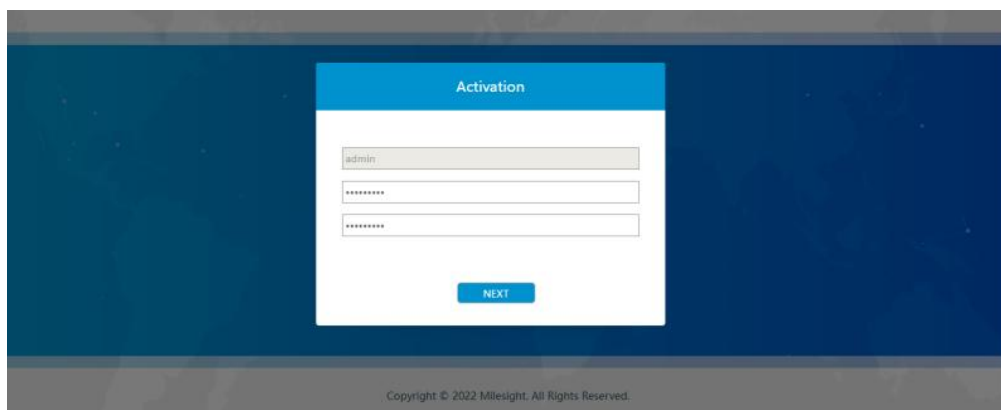 Activation
admin
•••••••••
•••••••••
NEXT
Copyright © 2022 Milesight. All Rights Reserved.